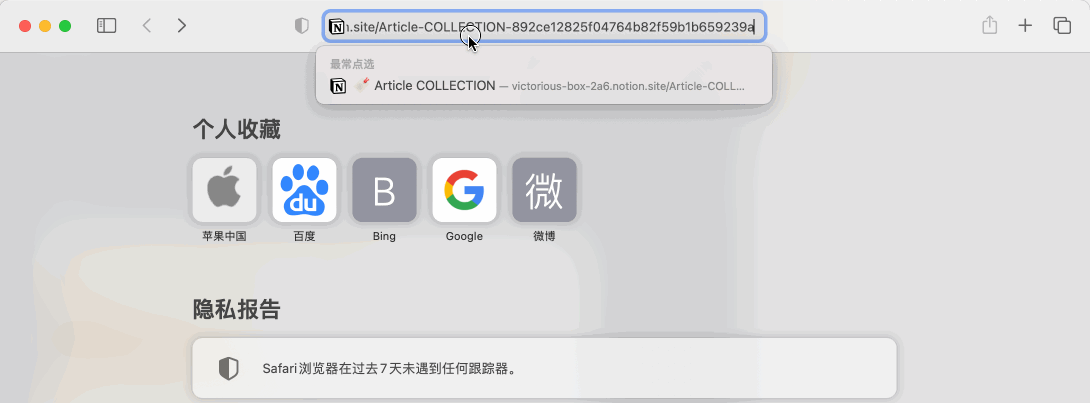 .site/Article-COLLECTION-892ce12825f04764b82f59b1b659239a
最常点选
Article COLLECTION — victorious-box-2a6.notion.site/Article-COLL...
个人收藏
du
B
G
微
苹果中国
百度
Bing
Google
微博
隐私报告
Safari浏览器在过去7天未遇到任何跟踪器。